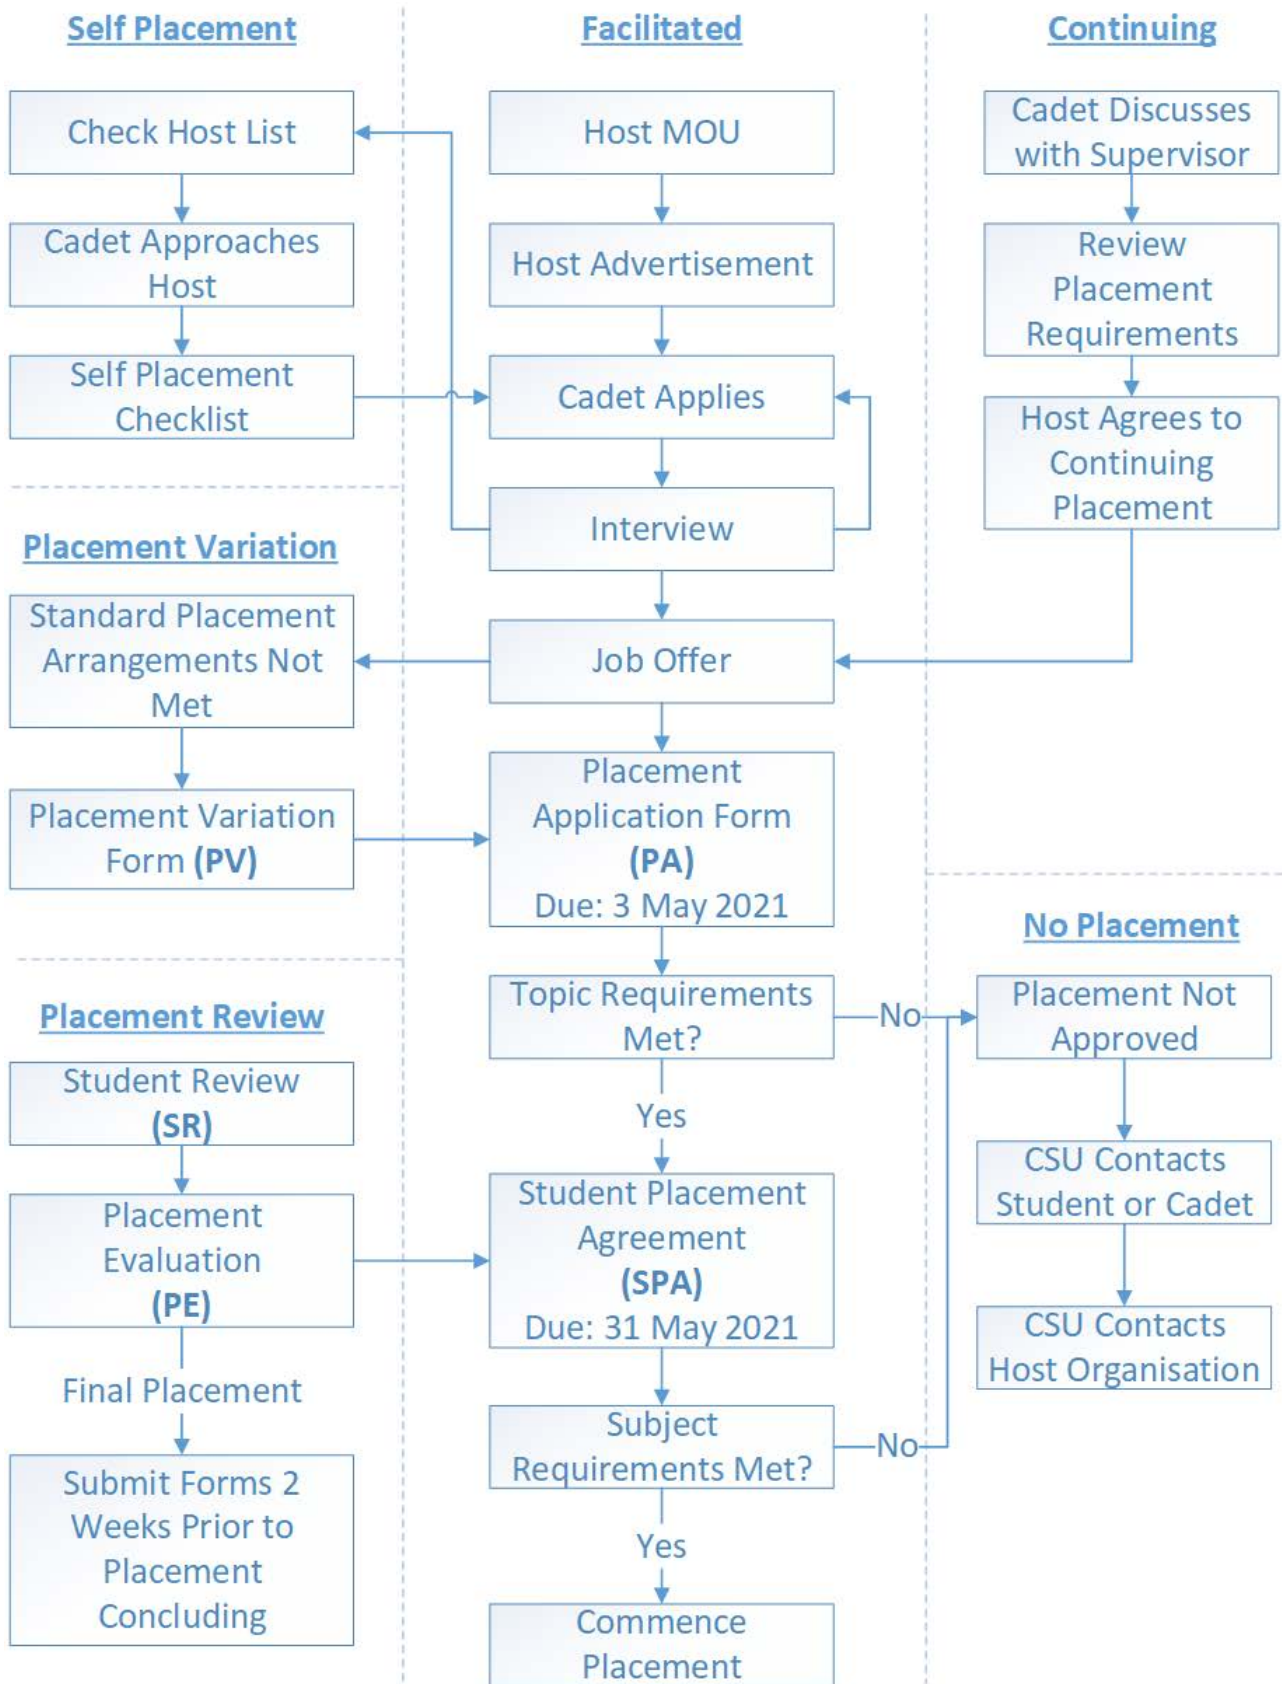 Self Placement
Check Host List
Cadet Approaches
Host
Self Placement
Checklist
Placement Variation
Standard Placement
Arrangements Not
Met
Placement Variation
Form (PV)
Placement Review
Student Review
(SR)
Placement
Evaluation
(PE)
Final Placement
Submit Forms 2
Weeks Prior to
Placement
Concluding
Facilitated
Host MOU
Host Advertisement
Cadet Applies
Interview
Job Offer
Placement
Application Form
(PA)
Due: 3 May 2021
Topic Requirements
Met?
No
Yes
Student Placement
Agreement
(SPA)
Due: 31 May 2021
Subject
Requirements Met?
No
Yes
Commence
Placement
Continuing
Cadet Discusses
with Supervisor
Review
Placement
Requirements
Host Agrees to
Continuing
Placement
No Placement
Placement Not
Approved
CSU Contacts
Student or Cadet
CSU Contacts
Host Organisation